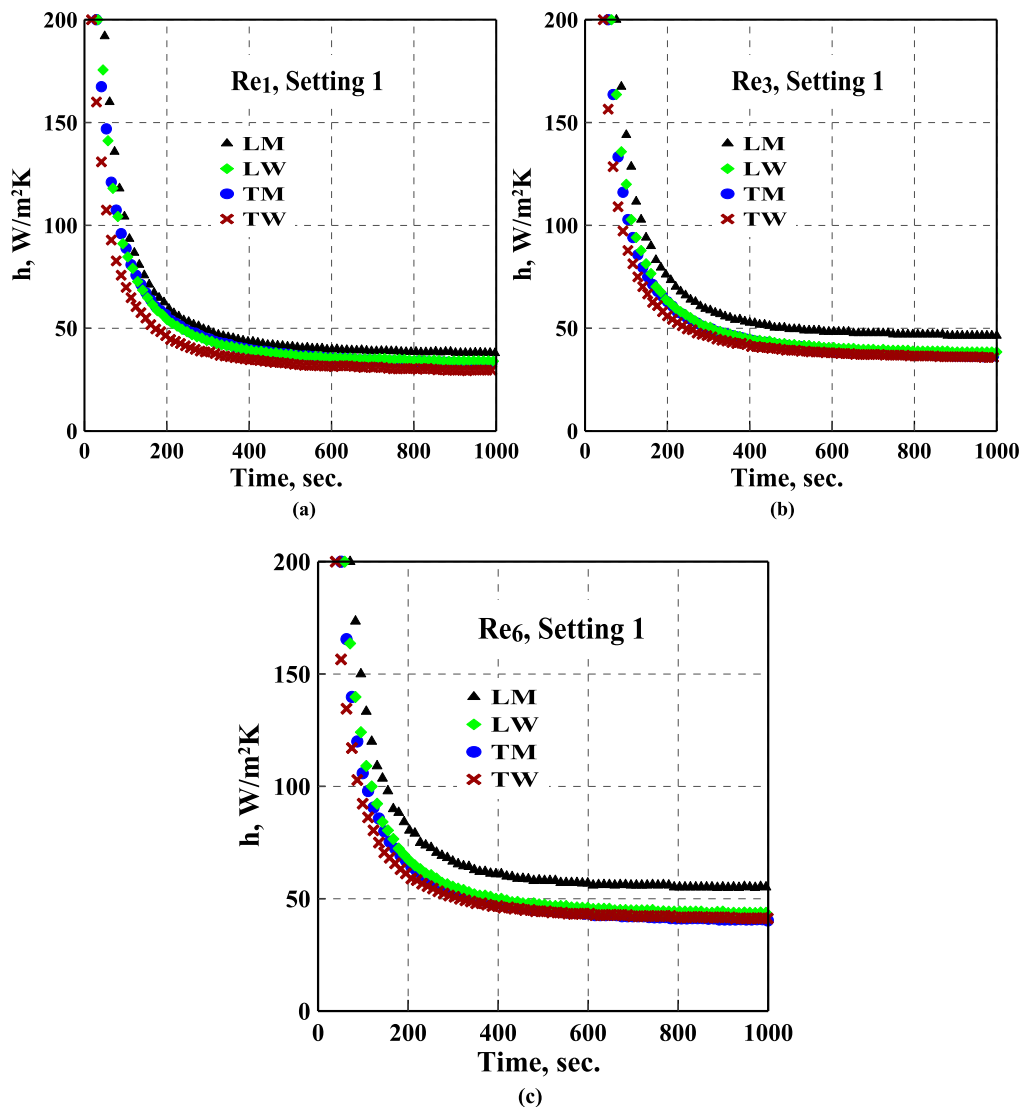 200
150
100
50
0
h, W/m²K
Re₁, Setting 1
LM
LW
TM
TW
0 200 400 600 800 1000
Time, sec.
(a)
200
150
100
50
0
h, W/m²K
Re₃, Setting 1
LM
LW
TM
TW
0 200 400 600 800 1000
Time, sec.
(b)
200
150
100
50
0
h, W/m²K
Re₆, Setting 1
LM
LW
TM
TW
0 200 400 600 800 1000
Time, sec.
(c)